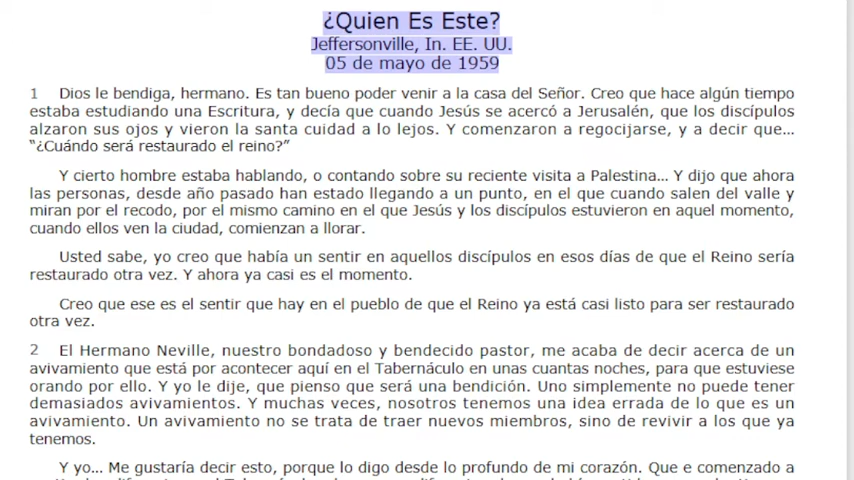 ¿Quien Es Este?
Jeffersonville, In. EE. UU.
05 de mayo de 1959
1 Dios le bendiga, hermano. Es tan bueno poder venir a la casa del Señor. Creo que hace algún tiempo
estaba estudiando una Escritura, y decía que cuando Jesús se acercó a Jerusalén, que los discípulos
alzaron sus ojos y vieron la santa cuidad a lo lejos. Y comenzaron a regocijarse, y a decir que...
"¿Cuándo será restaurado el reino?"
Y cierto hombre estaba hablando, o contando sobre su reciente visita a Palestina... Y dijo que ahora
las personas, desde año pasado han estado llegando a un punto, en el que cuando salen del valle y
miran por el recodo, por el mismo camino en el que Jesús y los discípulos estuvieron en aquel momento,
cuando ellos ven la ciudad, comienzan a llorar.
Usted sabe, yo creo que había un sentir en aquellos discípulos en esos días de que el Reino sería
restaurado otra vez. Y ahora ya casi es el momento.
Creo que ese es el sentir que hay en el pueblo de que el Reino ya está casi listo para ser restaurado
otra vez.
2 El Hermano Neville, nuestro bondadoso y bendecido pastor, me acaba de decir acerca de un
avivamiento que está por acontecer aquí en el Tabernáculo en unas cuantas noches, para que estuviese
orando por ello. Y yo le dije, que pienso que será una bendición. Uno simplemente no puede tener
demasiados avivamientos. Y muchas veces, nosotros tenemos una idea errada de lo que es un
avivamiento. Un avivamiento no se trata de traer nuevos miembros, sino de revivir a los que ya
tenemos.
Y yo... Me gustaría decir esto, porque lo digo desde lo profundo de mi corazón. Que e comenzado a